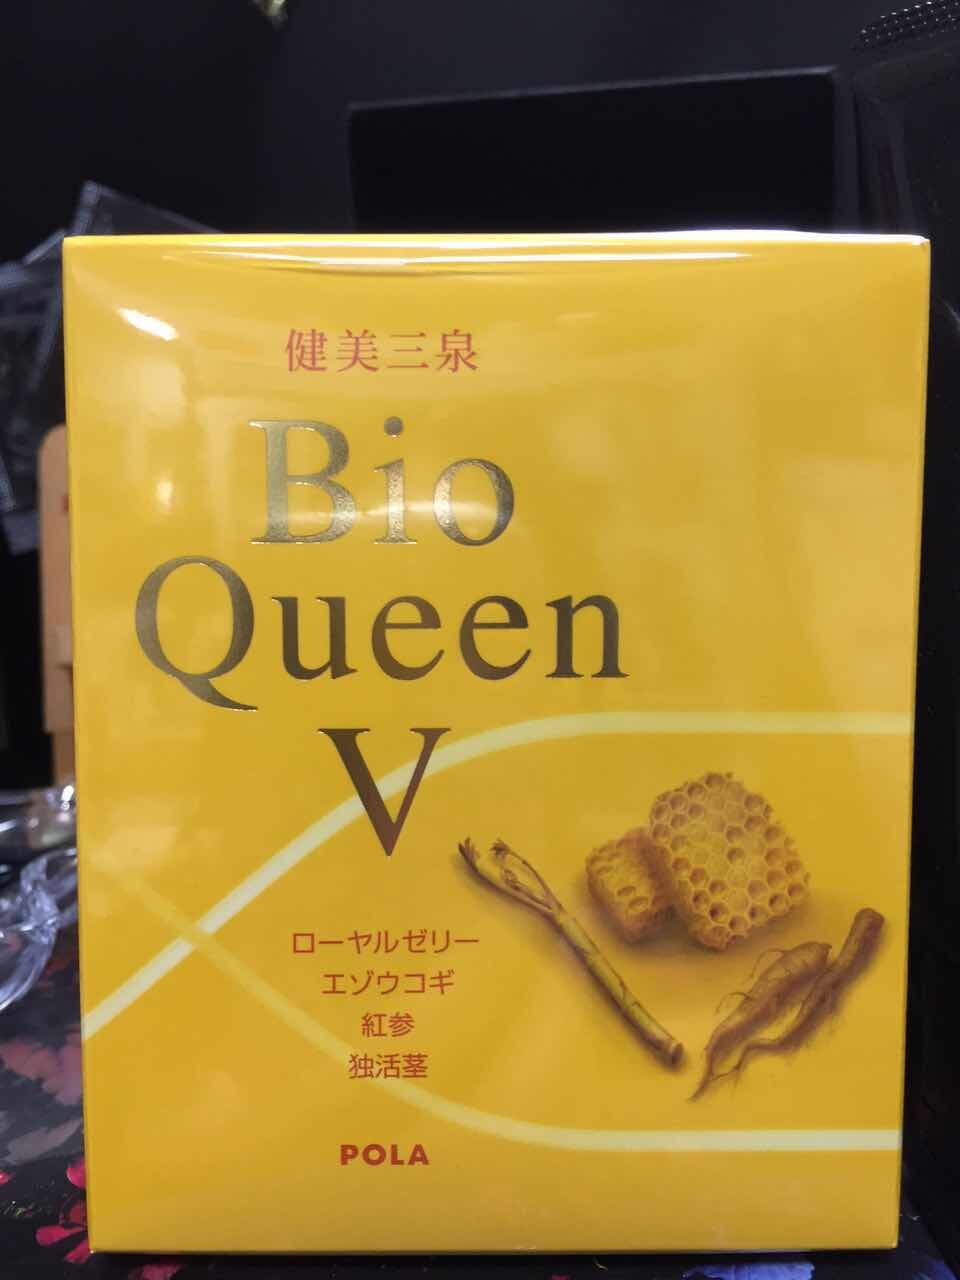 健美三泉
Bio
Queen
V
ローヤルゼリー
エゾウコギ
紅参
独活茎
POLA